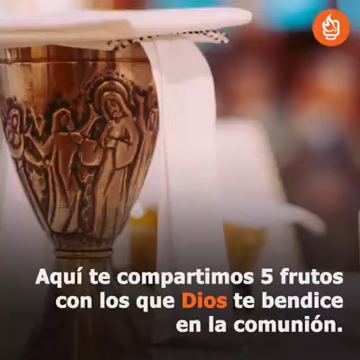 Aquí te compartimos 5 frutos
con los que Dios te bendice
en la comunión.